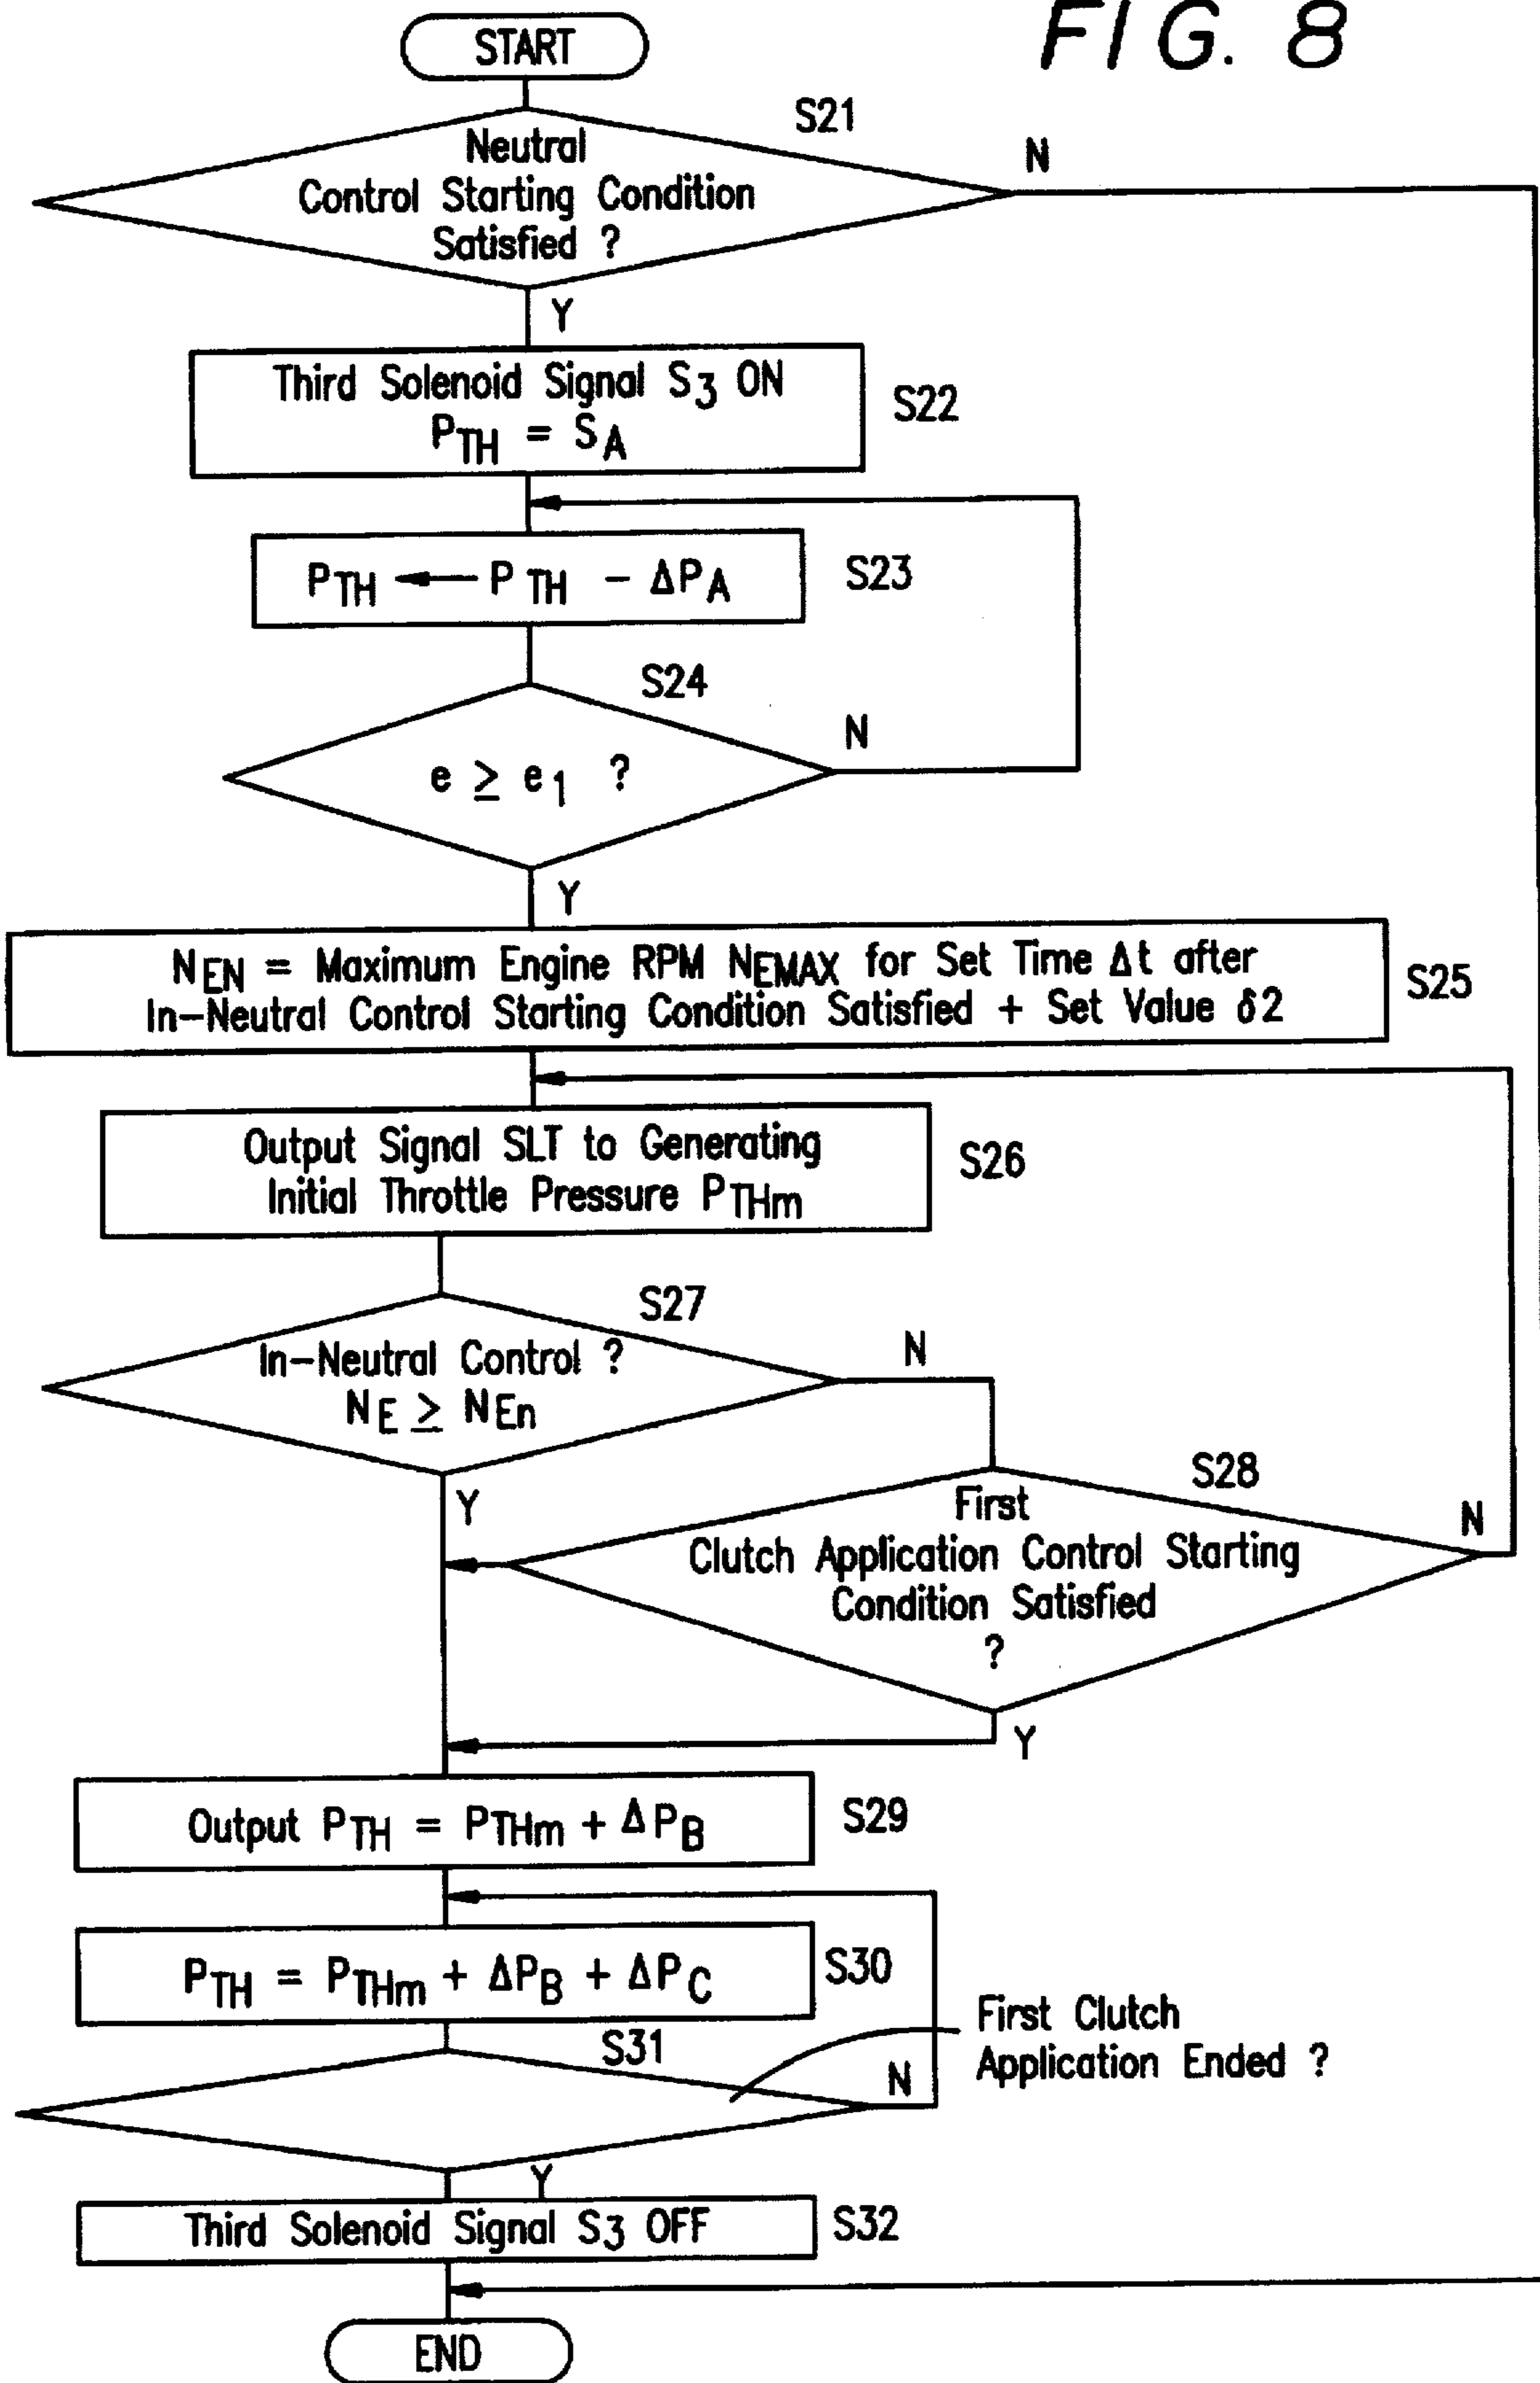 FIG. 8
START
S21
Neutral
Control Starting Condition
Satisfied ?
N
Y
Third Solenoid Signal S3 ON
PTH = SA
S22
PTH ← PTH - ΔPA
S23
S24
e ≥ e1 ?
N
Y
NEN = Maximum Engine RPM NEMAX for Set Time Δt after
In-Neutral Control Starting Condition Satisfied + Set Value δ2
S25
Output Signal SLT to Generating
Initial Throttle Pressure PTHm
S26
S27
In-Neutral Control ?
NE ≥ NEn
N
Y
S28
First
Clutch Application Control Starting
Condition Satisfied
?
N
Y
Output PTH = PTHm + ΔPB
S29
PTH = PTHm + ΔPB + ΔPC
S30
S31
First Clutch
Application Ended ?
N
Y
Third Solenoid Signal S3 OFF
S32
END